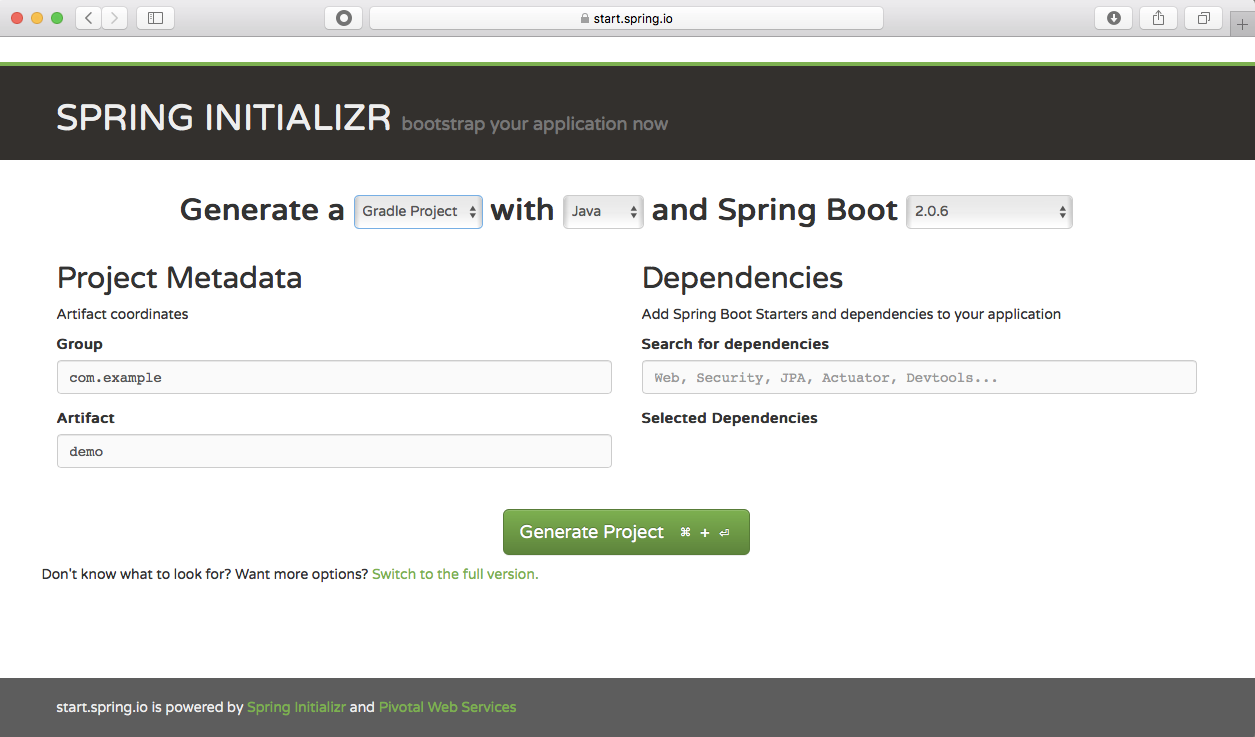 start.spring.io
SPRING INITIALIZR bootstrap your application now
Generate a Gradle Project with Java and Spring Boot 2.0.6
Project Metadata
Artifact coordinates
Group
com.example
Artifact
demo
Dependencies
Add Spring Boot Starters and dependencies to your application
Search for dependencies
Web, Security, JPA, Actuator, Devtools...
Selected Dependencies
Generate Project ⌘ + ⏎
Don't know what to look for? Want more options? Switch to the full version.
start.spring.io is powered by Spring Initializr and Pivotal Web Services